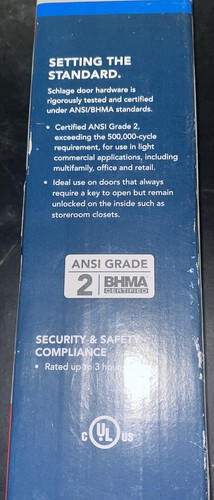 SETTING THE
STANDARD.
Schlage door hardware is
rigorously tested and certified
under ANSI/BHMA standards.
• Certified ANSI Grade 2,
exceeding the 500,000-cycle
requirement, for use in light
commercial applications, including
multifamily, office and retail.
• Ideal use on doors that always
require a key to open but remain
unlocked on the inside such as
storeroom closets.
ANSI GRADE
2 BHMA
CERTIFIED
SECURITY & SAFETY
COMPLIANCE
• Rated up to 3 hours
C UL US